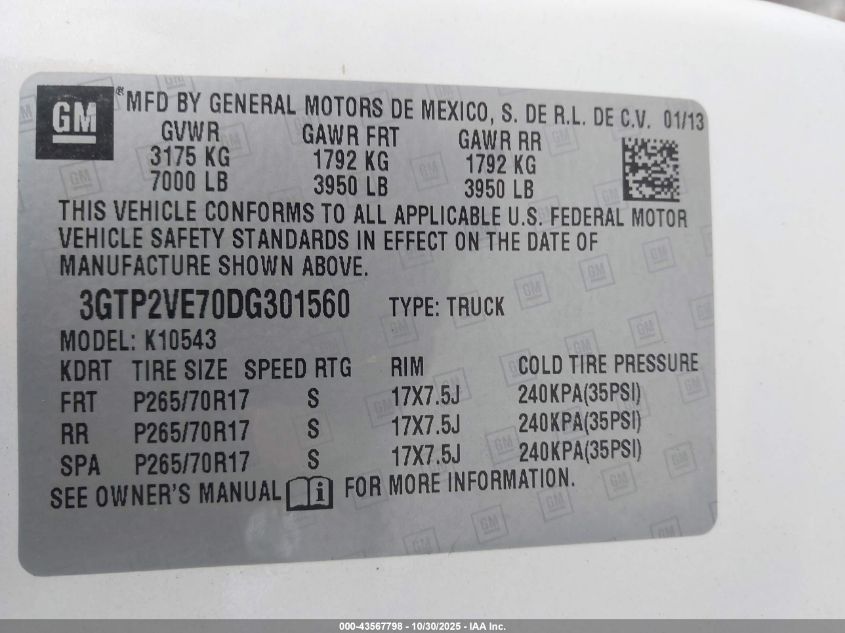 GM ® MFD BY GENERAL MOTORS DE MEXICO, S. DE R.L. DE C.V. 01/13
GVWR GAWR FRT GAWR RR
3175 KG 1792 KG 1792 KG
7000 LB 3950 LB 3950 LB
THIS VEHICLE CONFORMS TO ALL APPLICABLE U.S. FEDERAL MOTOR
VEHICLE SAFETY STANDARDS IN EFFECT ON THE DATE OF
MANUFACTURE SHOWN ABOVE.
3GTP2VE70DG301560 TYPE: TRUCK
MODEL: K10543
KDRT TIRE SIZE SPEED RTG RIM COLD TIRE PRESSURE
FRT P265/70R17 S 17X7.5J 240KPA(35PSI)
RR P265/70R17 S 17X7.5J 240KPA(35PSI)
SPA P265/70R17 S 17X7.5J 240KPA(35PSI)
SEE OWNER'S MANUAL i FOR MORE INFORMATION.
000-43567798 - 10/30/2025 - IAA Inc.